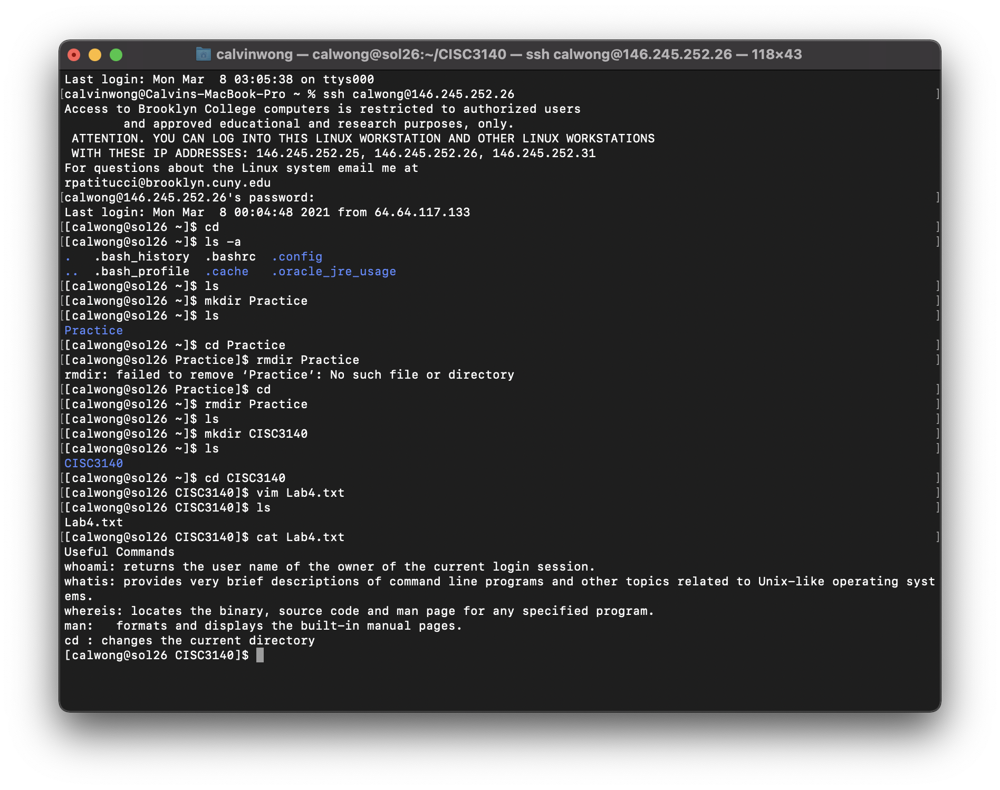 calvinwong — calwong@sol26:~/CISC3140 — ssh calwong@146.245.252.26 — 118×43
Last login: Mon Mar  8 03:05:38 on ttys000
[calvinwong@Calvins-MacBook-Pro ~ % ssh calwong@146.245.252.26 ]
Access to Brooklyn College computers is restricted to authorized users
        and approved educational and research purposes, only.
 ATTENTION. YOU CAN LOG INTO THIS LINUX WORKSTATION AND OTHER LINUX WORKSTATIONS
 WITH THESE IP ADDRESSES: 146.245.252.25, 146.245.252.26, 146.245.252.31
For questions about the Linux system email me at
rpatitucci@brooklyn.cuny.edu
[calwong@146.245.252.26's password: ]
Last login: Mon Mar  8 00:04:48 2021 from 64.64.117.133
[[calwong@sol26 ~]$ cd ]
[[calwong@sol26 ~]$ ls -a ]
.   .bash_history  .bashrc  .config
..  .bash_profile  .cache   .oracle_jre_usage
[[calwong@sol26 ~]$ ls ]
[[calwong@sol26 ~]$ mkdir Practice ]
[[calwong@sol26 ~]$ ls ]
Practice
[[calwong@sol26 ~]$ cd Practice ]
[[calwong@sol26 Practice]$ rmdir Practice ]
rmdir: failed to remove ‘Practice’: No such file or directory
[[calwong@sol26 Practice]$ cd ]
[[calwong@sol26 ~]$ rmdir Practice ]
[[calwong@sol26 ~]$ ls ]
[[calwong@sol26 ~]$ mkdir CISC3140 ]
[[calwong@sol26 ~]$ ls ]
CISC3140
[[calwong@sol26 ~]$ cd CISC3140 ]
[[calwong@sol26 CISC3140]$ vim Lab4.txt ]
[[calwong@sol26 CISC3140]$ ls ]
Lab4.txt
[[calwong@sol26 CISC3140]$ cat Lab4.txt ]
Useful Commands
whoami: returns the user name of the owner of the current login session.
whatis: provides very brief descriptions of command line programs and other topics related to Unix-like operating syst
ems.
whereis: locates the binary, source code and man page for any specified program.
man:   formats and displays the built-in manual pages.
cd : changes the current directory
[calwong@sol26 CISC3140]$